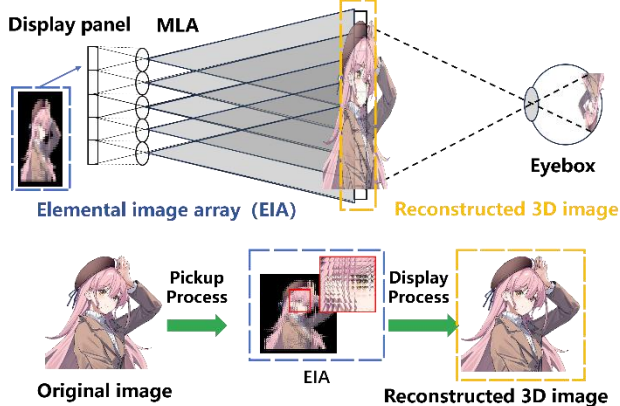 Display panel
MLA
Eyebox
Elemental image array（EIA）
Reconstructed 3D image
Pickup
Process
Display
Process
Original image
EIA
Reconstructed 3D image